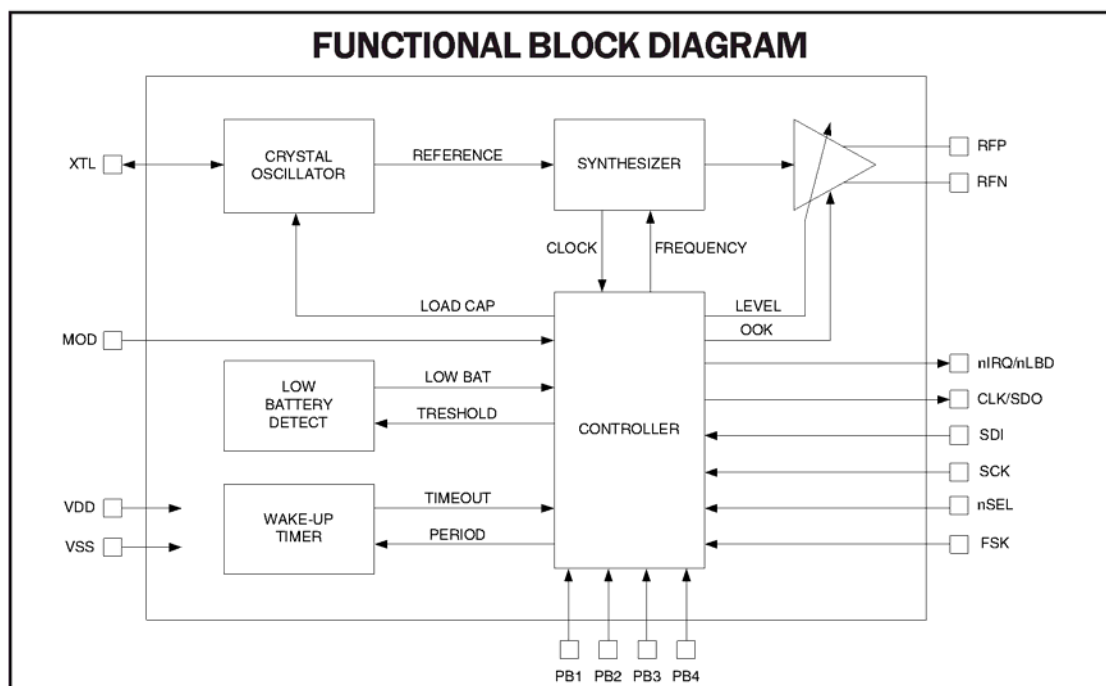 FUNCTIONAL BLOCK DIAGRAM
XTL
CRYSTAL
OSCILLATOR
REFERENCE
SYNTHESIZER
RFP
RFN
CLOCK
FREQUENCY
LOAD CAP
LEVEL
OOK
MOD
LOW
BATTERY
DETECT
LOW BAT
TRESHOLD
CONTROLLER
nIRQ/nLBD
CLK/SDO
SDI
SCK
nSEL
FSK
VDD
VSS
WAKE-UP
TIMER
TIMEOUT
PERIOD
PB1 PB2 PB3 PB4